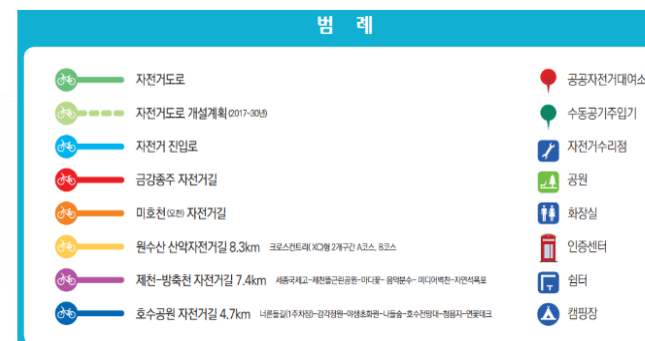 범 례
자전거도로
자전거도로 개설계획(2017-30년)
자전거 진입로
금강종주 자전거길
미호천(오천) 자전거길
원수산 산악자전거길 8.3km 크로스컨트리( XC)형 2개구간 A코스, B코스
제천-방축천 자전거길 7.4km 세종국제고-제천뜰근린공원-마디꽃- 음악분수- 미디어벽천-자연석폭포
호수공원 자전거길 4.7km 너른들길(1주차장)-감각정원-야생초화원-나들숲-호수전망대-청음지-연꽃데크
공공자전거대여소
수동공기주입기
자전거수리점
공원
화장실
인증센터
쉼터
캠핑장